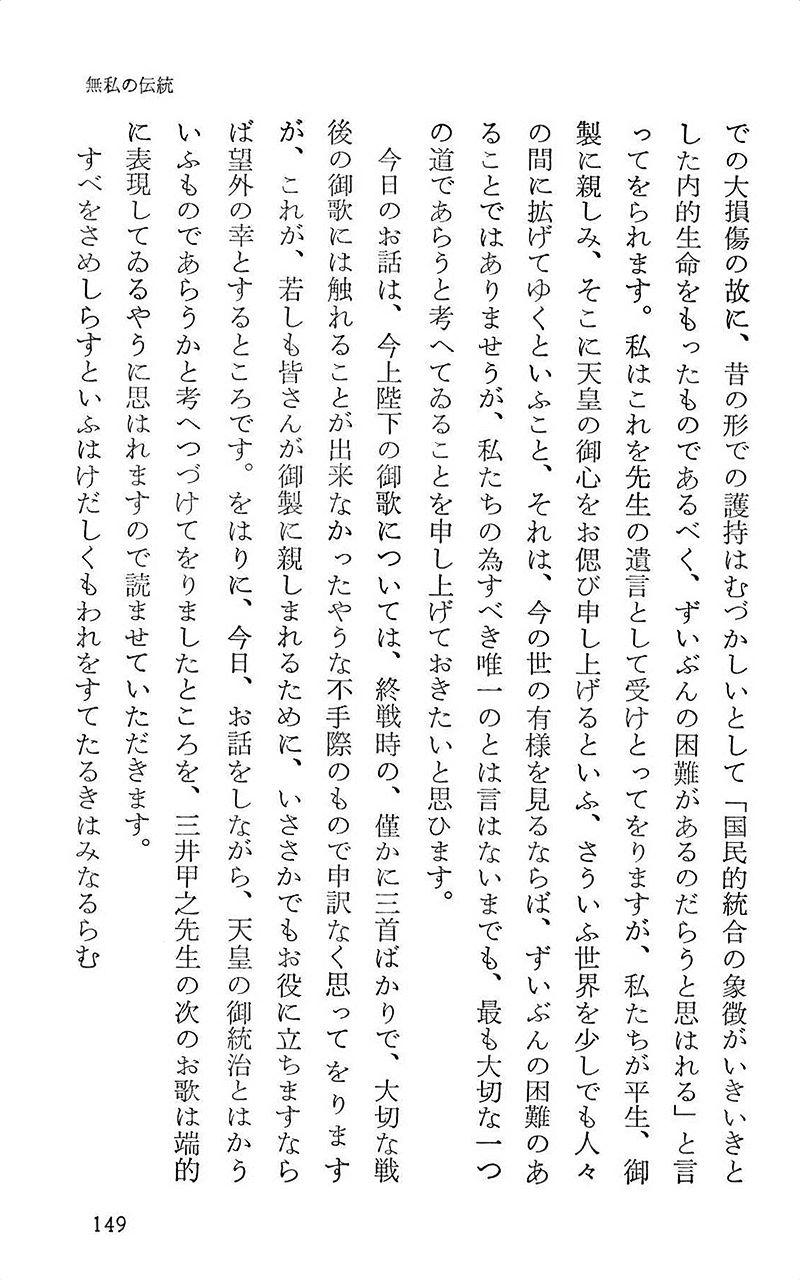 無私の伝統
での大損傷の故に、昔の形での護持はむづかしいとして「国民的統合の象徴がいきいきと
した内的生命をもったものであるべく、ずいぶんの困難があるのだらうと思はれる」と言
ってをられます。私はこれを先生の遺言として受けとってをりますが、私たちが平生、御
製に親しみ、そこに天皇の御心をお偲び申し上げるといふ、さういふ世界を少しでも人々
の間に拡げてゆくといふこと、それは、今の世の有様を見るならば、ずいぶんの困難のあ
ることではありませうが、私たちの為すべき唯一のとは言はないまでも、最も大切な一つ
の道であらうと考へてゐることを申し上げておきたいと思ひます。
今日のお話は、今上陛下の御歌については、終戦時の、僅かに三首ばかりで、大切な戦
後の御歌には触れることが出来なかったやうな不手際のもので申訳なく思ってをります
が、これが、若しも皆さんが御製に親しまれるために、いささかでもお役に立ちますなら
ば望外の幸とするところです。をはりに、今日、お話をしながら、天皇の御統治とはかう
いふものであらうかと考へつづけてをりましたところを、三井甲之先生の次のお歌は端的
に表現してゐるやうに思はれますので読ませていただきます。
すべをさめしらすといふはけだしくもわれをすてたるきはみなるらむ
149